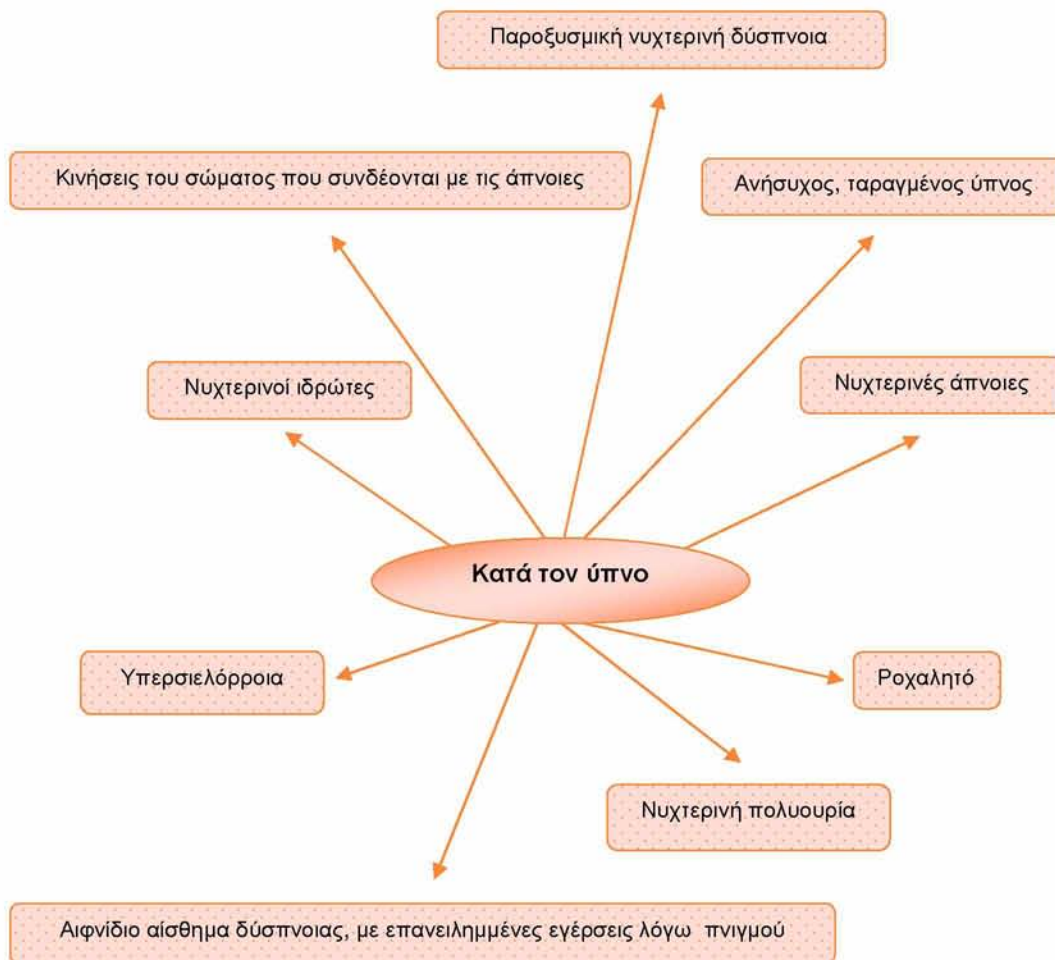 Παροξυσμική νυχτερινή δύσπνοια
Κινήσεις του σώματος που συνδέονται με τις άπνοιες
Ανήσυχος, ταραγμένος ύπνος
Νυχτερινοί ιδρώτες
Νυχτερινές άπνοιες
Κατά τον ύπνο
Υπερσιελόρροια
Ροχαλητό
Νυχτερινή πολυουρία
Αιφνίδιο αίσθημα δύσπνοιας, με επανειλημμένες εγέρσεις λόγω πνιγμού